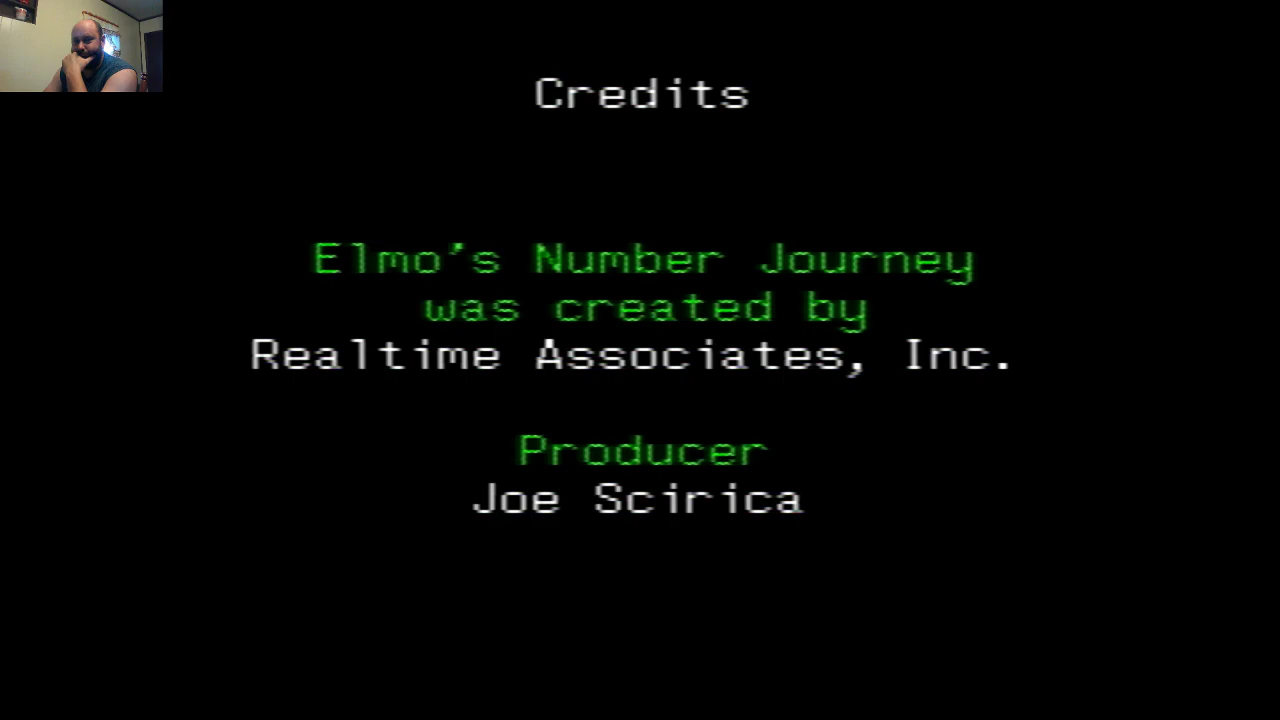 Credits
Elmo's Number Journey
was created by
Realtime Associates, Inc.
Producer
Joe Scirica